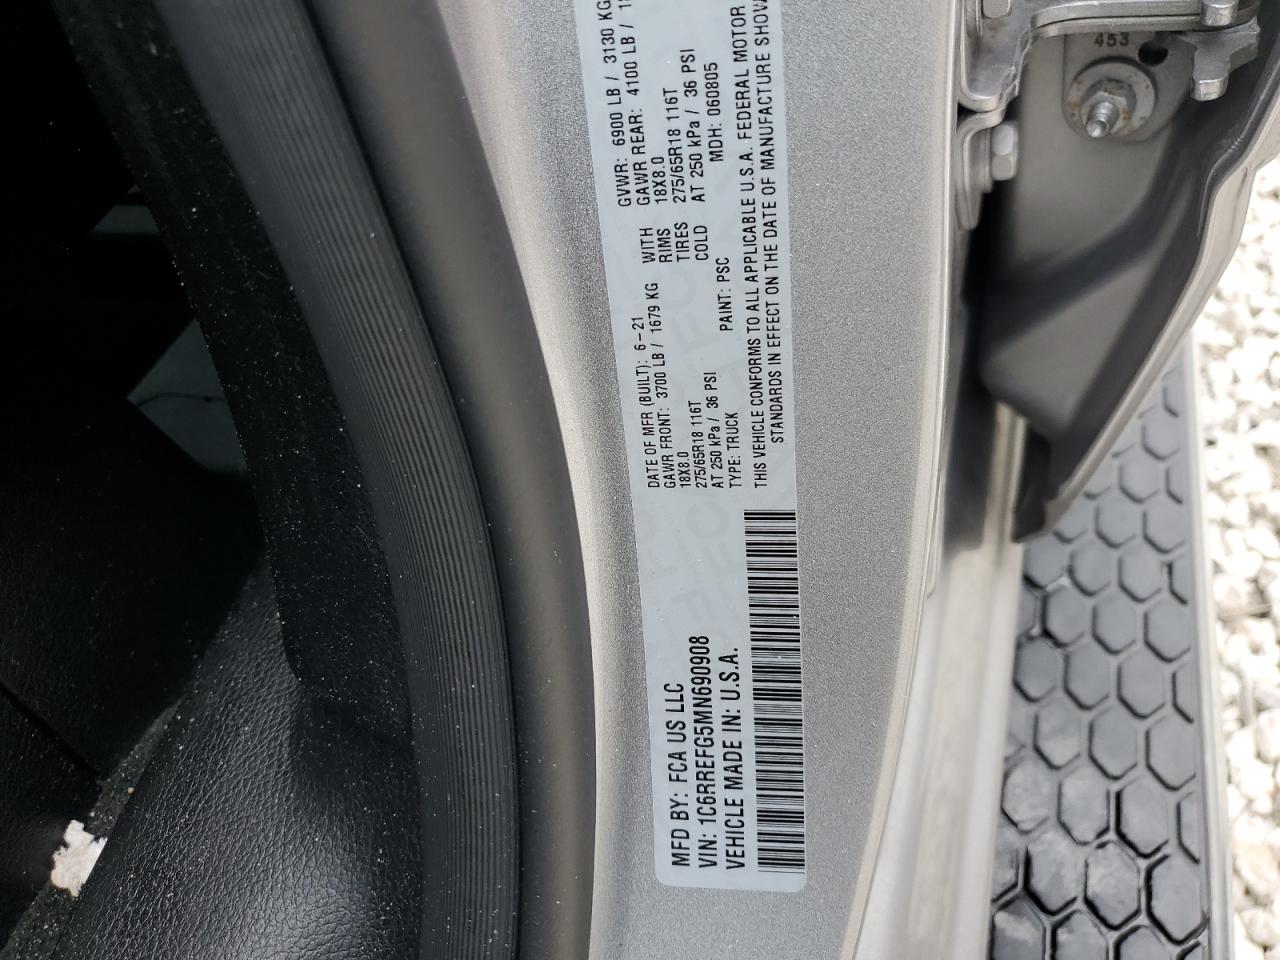 MFD BY: FCA US LLC
VIN: 1C6RREFG5MN690908
VEHICLE MADE IN: U.S.A.
DATE OF MFR (BUILT): 6-21 GVWR: 6900 LB / 3130 KG
GAWR FRONT: 3700 LB / 1679 KG WITH GAWR REAR: 4100 LB /
18X8.0 RIMS 18X8.0
275/65R18 116T TIRES 275/65R18 116T
AT 250 kPa / 36 PSI COLD AT 250 kPa / 36 PSI
TYPE: TRUCK PAINT: PSC MDH: 060805
THIS VEHICLE CONFORMS TO ALL APPLICABLE U.S.A. FEDERAL MOTOR
STANDARDS IN EFFECT ON THE DATE OF MANUFACTURE
453